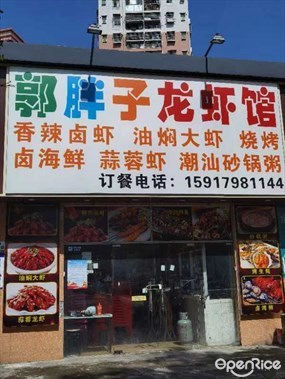 郭胖子龙虾馆
香辣卤虾 油焖大虾 烧烤
卤海鲜 蒜蓉虾 潮汕砂锅粥
订餐电话：15917981144
油焖大虾
蒜蓉龙虾
OpenRice